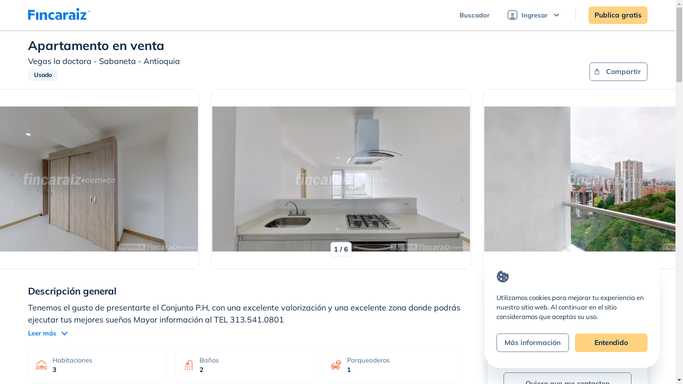 Fincaraiz
Buscador
Ingresar
Publica gratis
Apartamento en venta
Vegas la doctora - Sabaneta - Antioquia
Usado
Compartir
fincaraiz
fincaraiz
fincaraiz
1 / 6
Descripción general
Tenemos el gusto de presentarte el Conjunto P.H, con una excelente valorización y una excelente zona donde podrás
ejecutar tus mejores sueños Mayor información al TEL 313.541.0801
Leer más
Habitaciones
3
Baños
2
Parqueaderos
1
Utilizamos cookies para mejorar tu experiencia en
nuestro sitio web. Al continuar en el sitio
consideramos que aceptas su uso.
Más información
Entendido
Quiero que me contacten